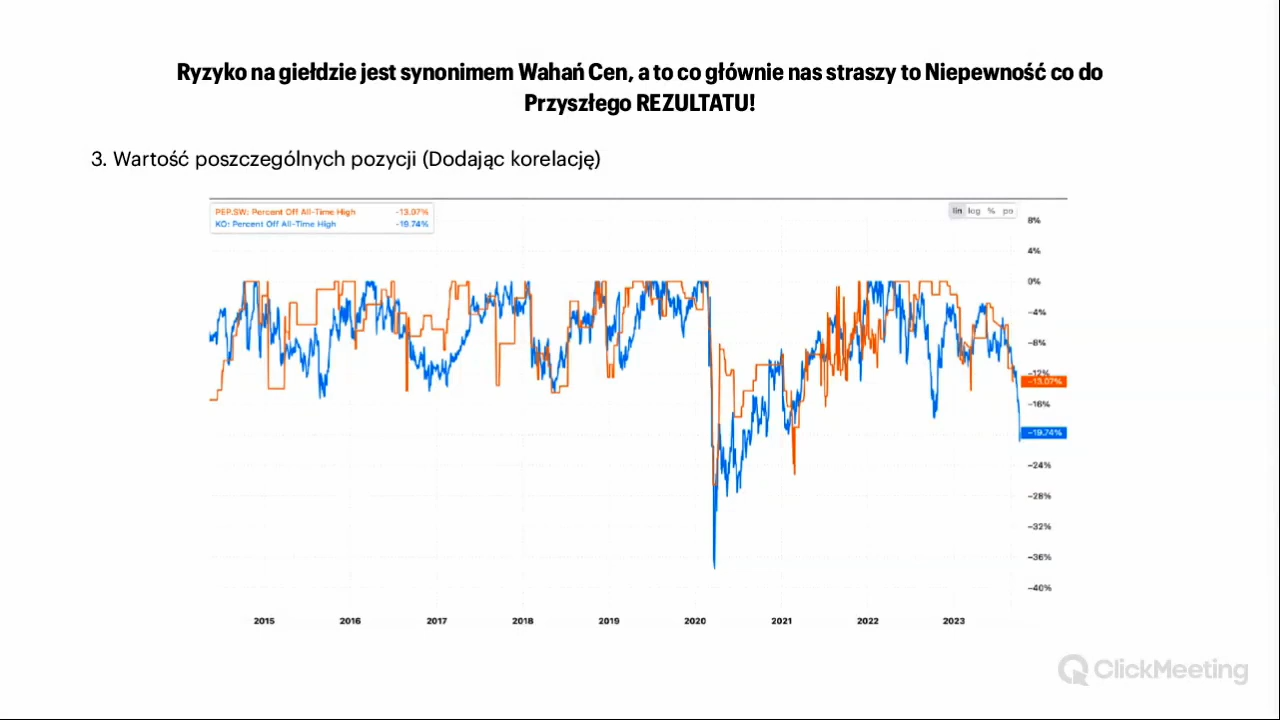 Ryzyko na giełdzie jest synonimem Wahań Cen, a to co głównie nas straszy to Niepewność co do
Przyszłego REZULTATU!
3. Wartość poszczególnych pozycji (Dodając korelację)
PEP.SW: Percent Off All-Time High -13.07%
KO: Percent Off All-Time High -19.74%
lin log %
8%
4%
0%
-4%
-8%
-12%
-13.07%
-16%
-19.74%
-24%
-28%
-32%
-36%
-40%
2015 2016 2017 2018 2019 2020 2021 2022 2023
ClickMeeting